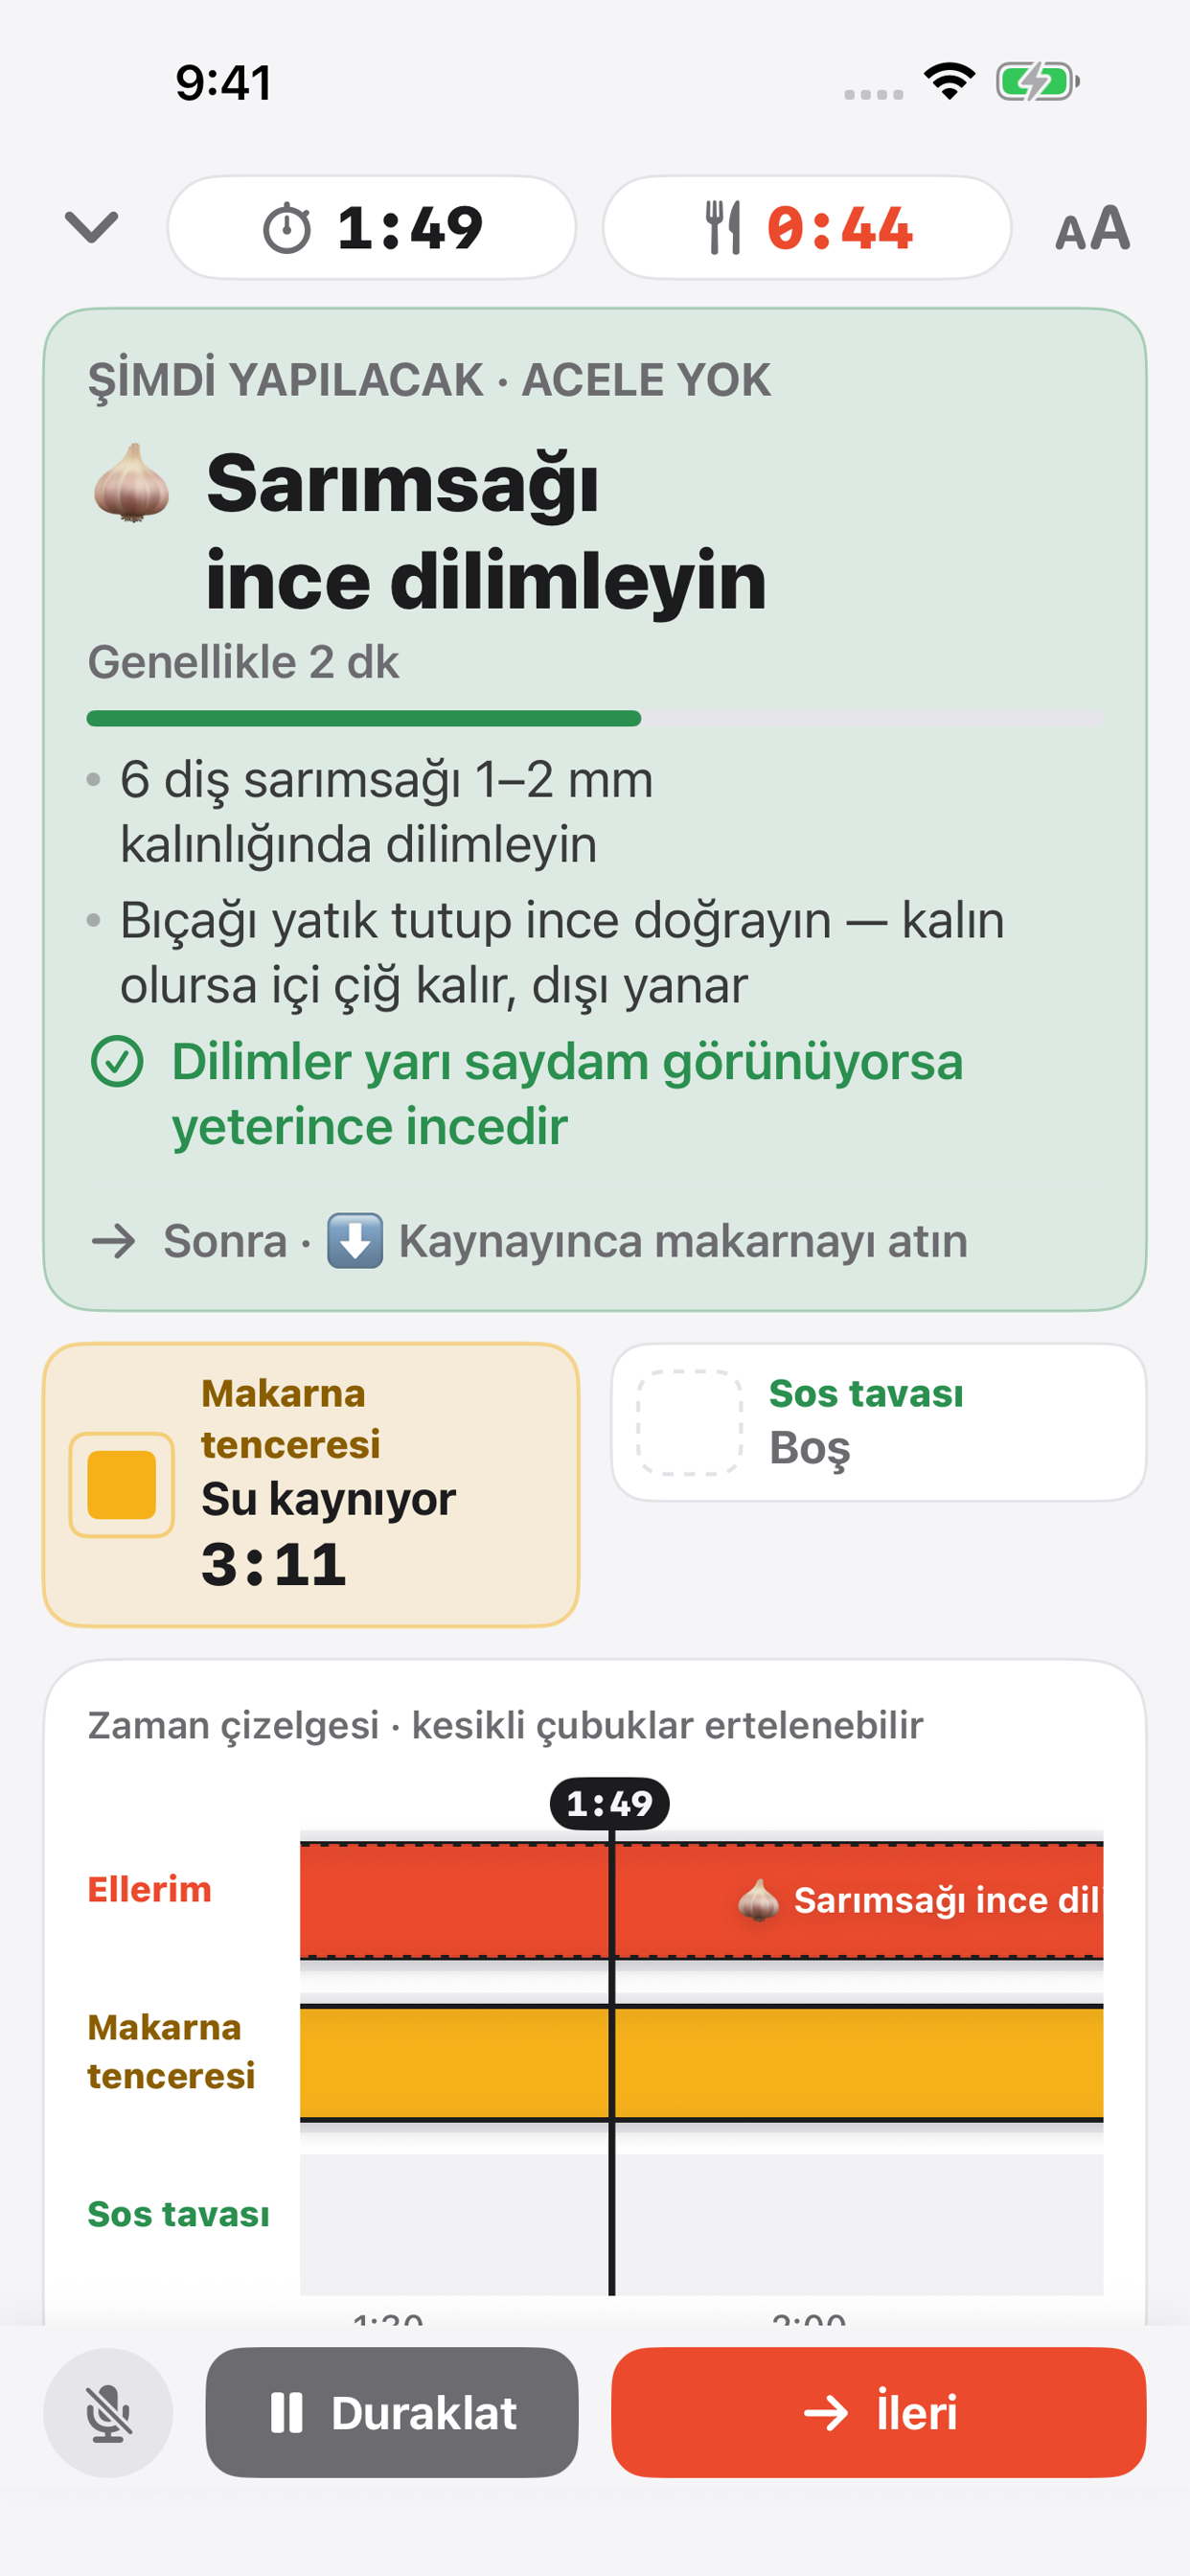 9:41
1:49
0:44
AA
ŞİMDİ YAPILACAK · ACELE YOK
Sarımsağı
ince dilimleyin
Genellikle 2 dk
• 6 diş sarımsağı 1–2 mm
kalınlığında dilimleyin
• Bıçağı yatık tutup ince doğrayın — kalın
olursa içi çiğ kalır, dışı yanar
Dilimler yarı saydam görünüyorsa
yeterince incedir
→ Sonra · ⬇️ Kaynayınca makarnayı atın
Makarna
tenceresi
Su kaynıyor
3:11
Sos tavası
Boş
Zaman çizelgesi · kesikli çubuklar ertelenebilir
1:49
Ellerim
Sarımsağı ince dil
Makarna
tenceresi
Sos tavası
Duraklat
→ İleri